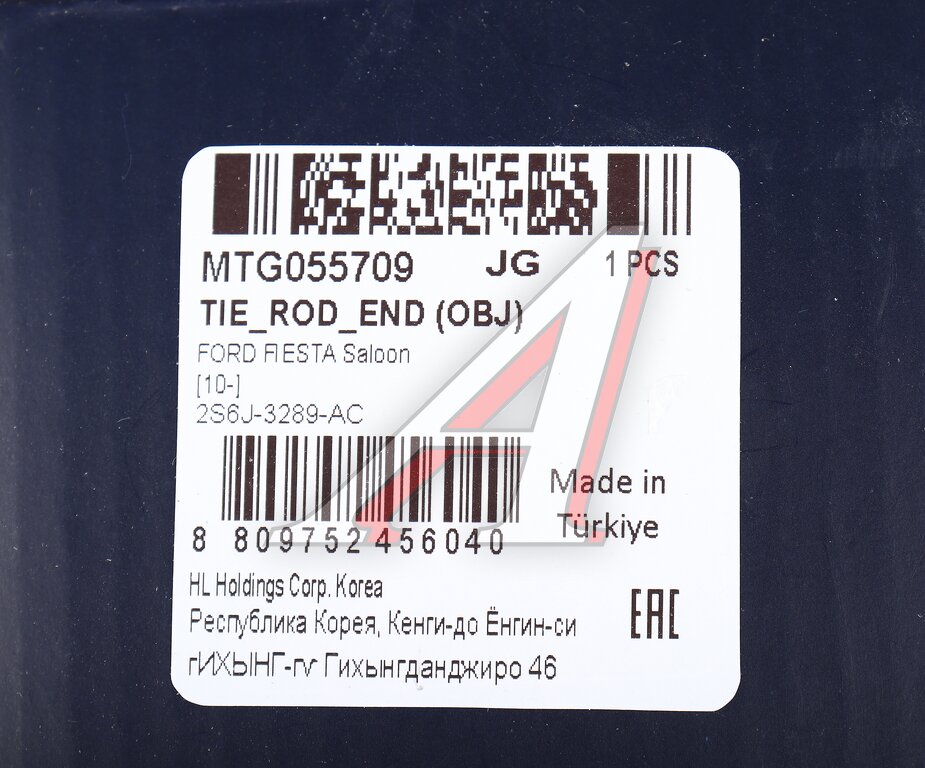 MTG055709 JG 1 PCS
TIE_ROD_END (OBJ)
FORD FIESTA Saloon
[10-]
2S6J-3289-AC
Made in
Türkiye
8 809752 456040
HL Holdings Corp. Korea
Республика Корея, Кенги-до Ёнгин-си
гИХЫНГ-гν Гихынгданджиро 46
EAC